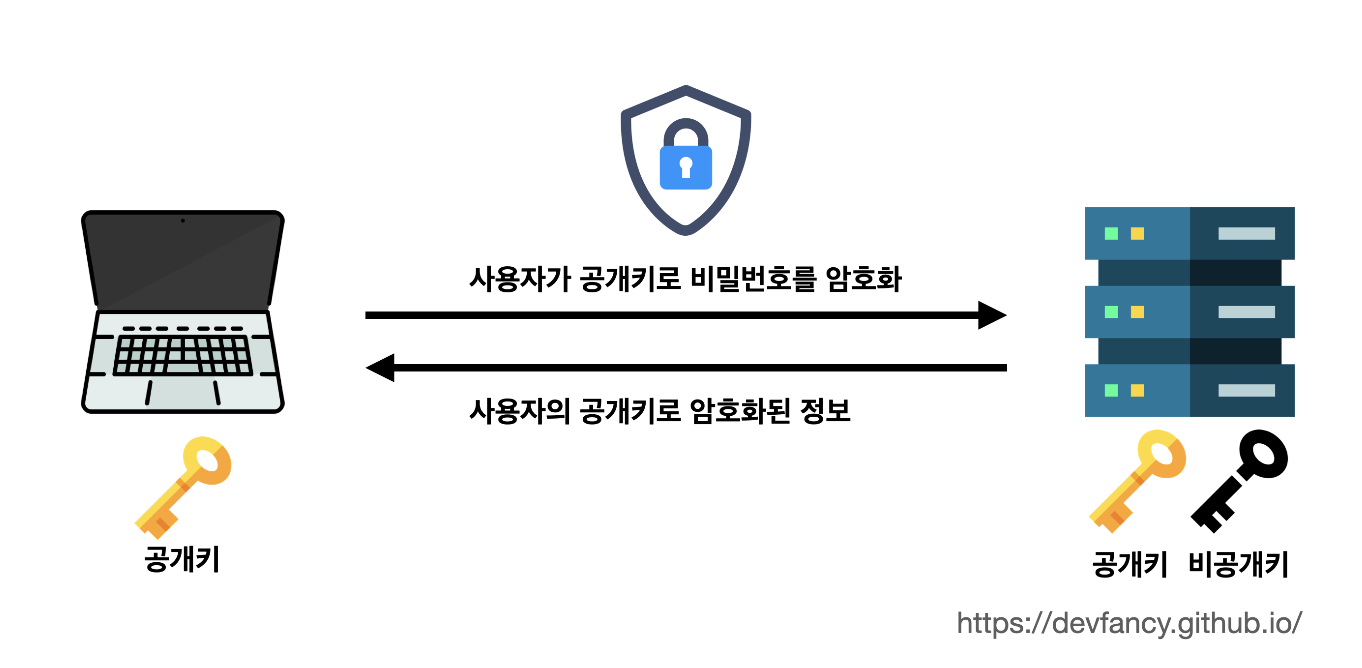 사용자가 공개키로 비밀번호를 암호화
사용자의 공개키로 암호화된 정보
공개키
공개키 비공개키
https://devfancy.github.io/